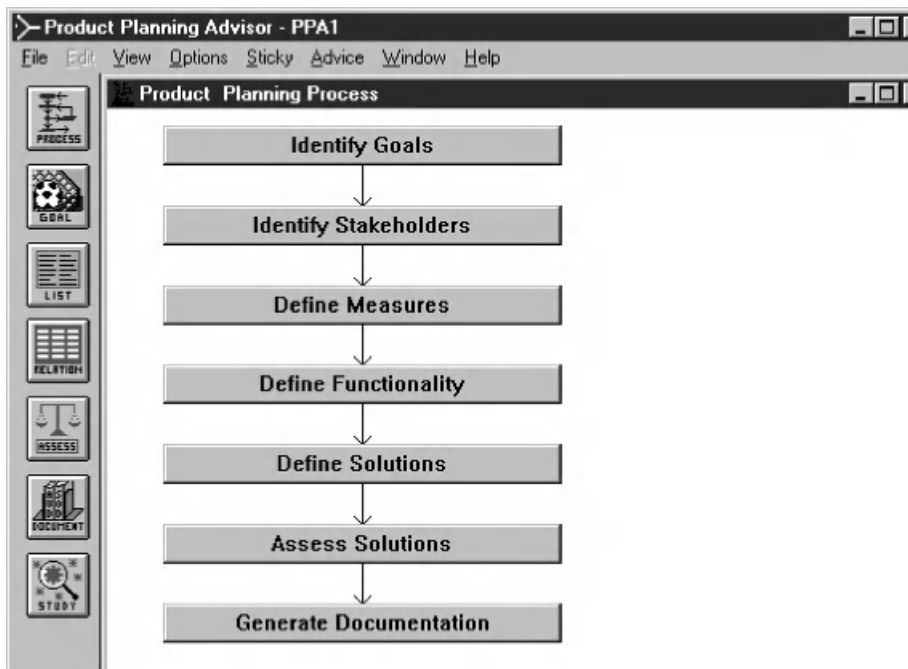 Product Planning Advisor - PPA1
File Edit View Options Sticky Advice Window Help
Product Planning Process
PROCESS
GOAL
LIST
RELATION
ASSESS
DOCUMENT
STUDY
Identify Goals
Identify Stakeholders
Define Measures
Define Functionality
Define Solutions
Assess Solutions
Generate Documentation